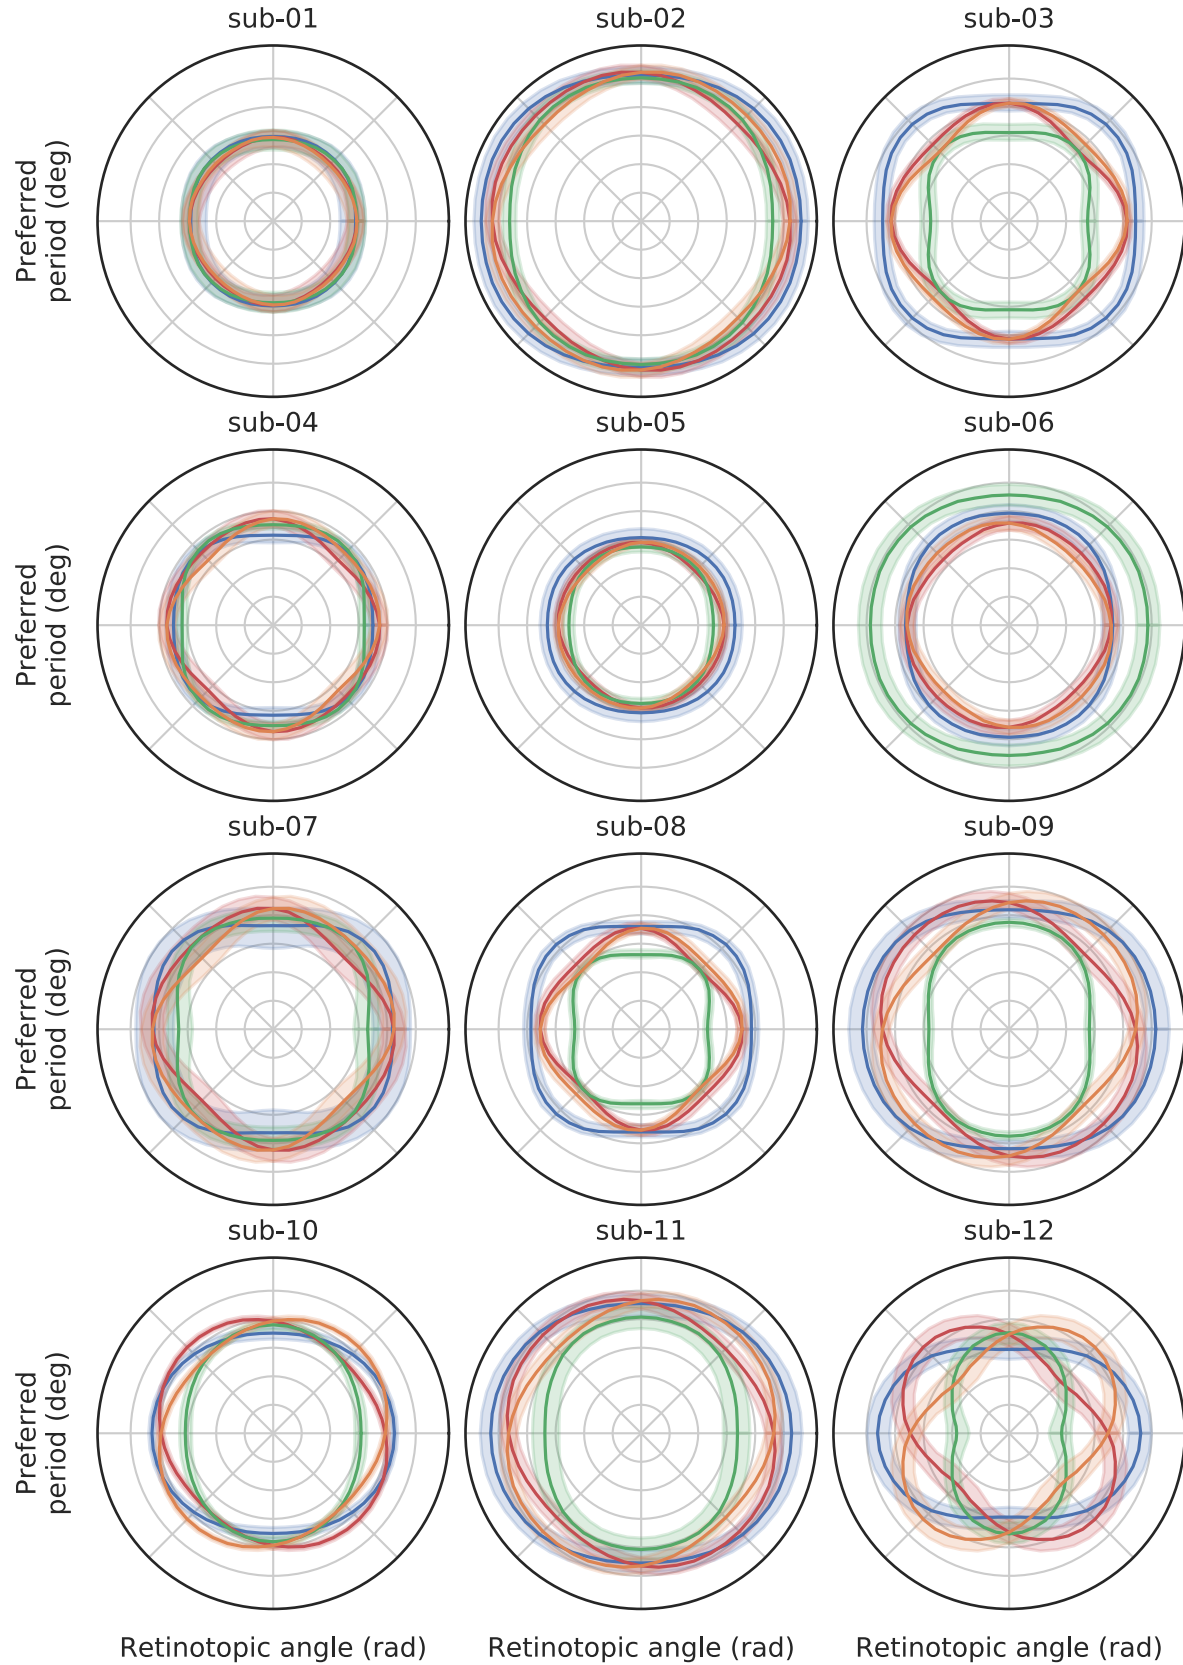 sub-01
sub-02
sub-03
Preferred
period (deg)
sub-04
sub-05
sub-06
Preferred
period (deg)
sub-07
sub-08
sub-09
Preferred
period (deg)
sub-10
sub-11
sub-12
Preferred
period (deg)
Retinotopic angle (rad)
Retinotopic angle (rad)
Retinotopic angle (rad)